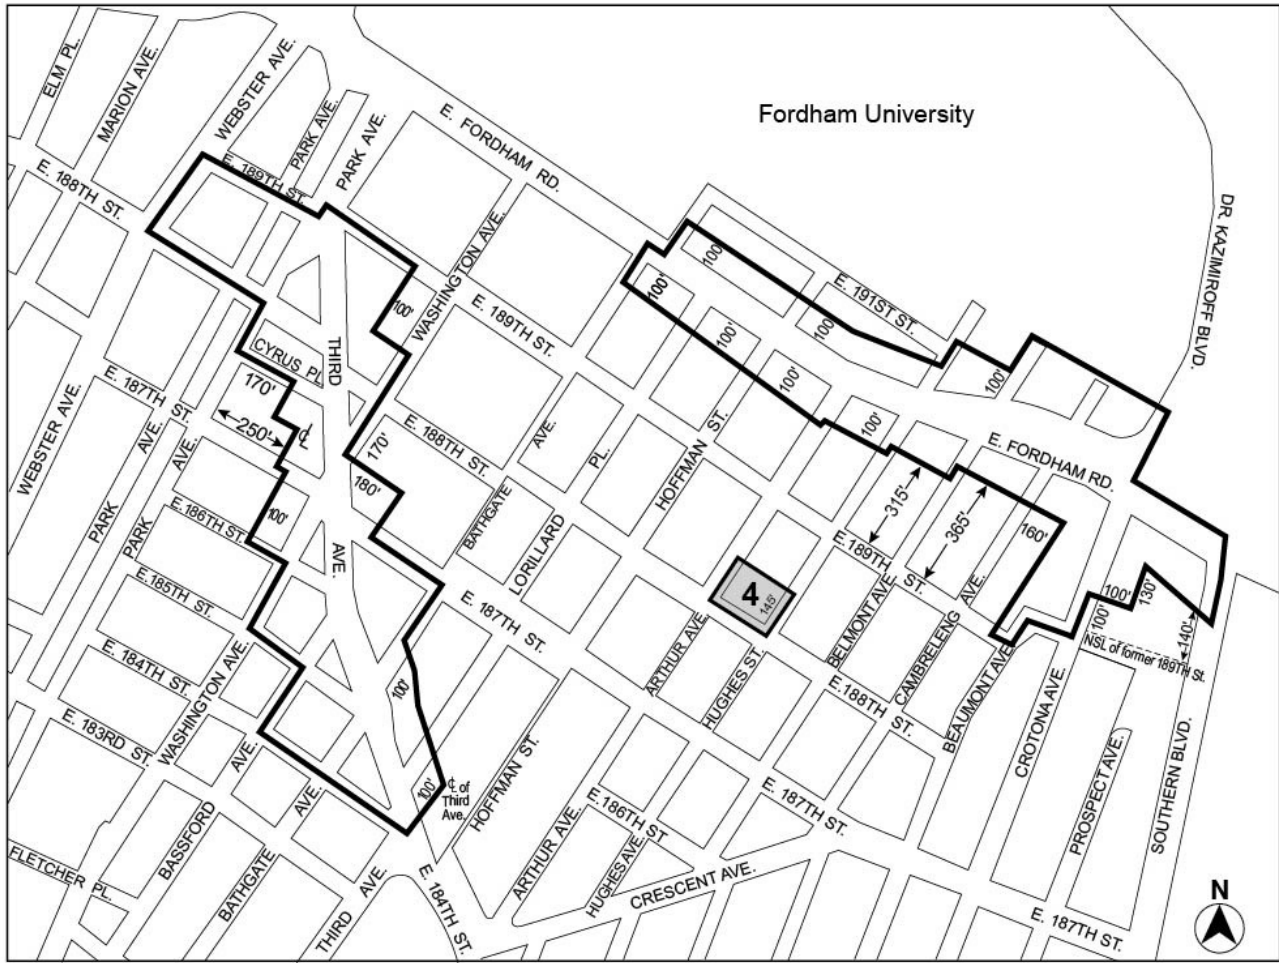 Fordham University
ELM PL.
MARION AVE.
WEBSTER AVE.
PARK AVE.
PARK AVE.
E. FORDHAM RD.
E. 188TH ST.
E. 189TH ST.
WASHINGTON AVE.
DR. KAZIMIROFF BLVD.
100'
100'
100'
E. 191ST ST.
100'
E. 189TH ST.
100'
100'
100'
THIRD
CYRUS PL.
170'
250'
℄
E. 187TH ST.
WEBSTER AVE.
PARK AVE.
PARK AVE.
170'
E. 188TH ST.
180'
AVE.
PL.
HOFFMAN ST.
100'
E. FORDHAM RD.
315'
365'
160'
100'
E. 186TH ST.
BATHGATE
LORILLARD
AVE.
E. 189TH ST.
E. 185TH ST.
E. 187TH ST.
4
145'
BELMONT AVE.
CAMBRELENG AVE.
100'
130'
100'
140'
NSL of former 189TH St.
E. 184TH ST.
WASHINGTON AVE.
ARTHUR AVE.
HUGHES ST.
E. 188TH ST.
BEAUMONT AVE.
CROTONA AVE.
100'
E. 183RD ST.
AVE.
AVE.
100'
℄ of
Third
Ave.
HOFFMAN ST.
E. 187TH ST.
PROSPECT AVE.
SOUTHERN BLVD.
BASSFORD
BATHGATE
FLETCHER PL.
THIRD AVE.
E. 184TH ST.
ARTHUR AVE.
E. 186TH ST
HUGHES AVE.
CRESCENT AVE.
E. 187TH ST.
N